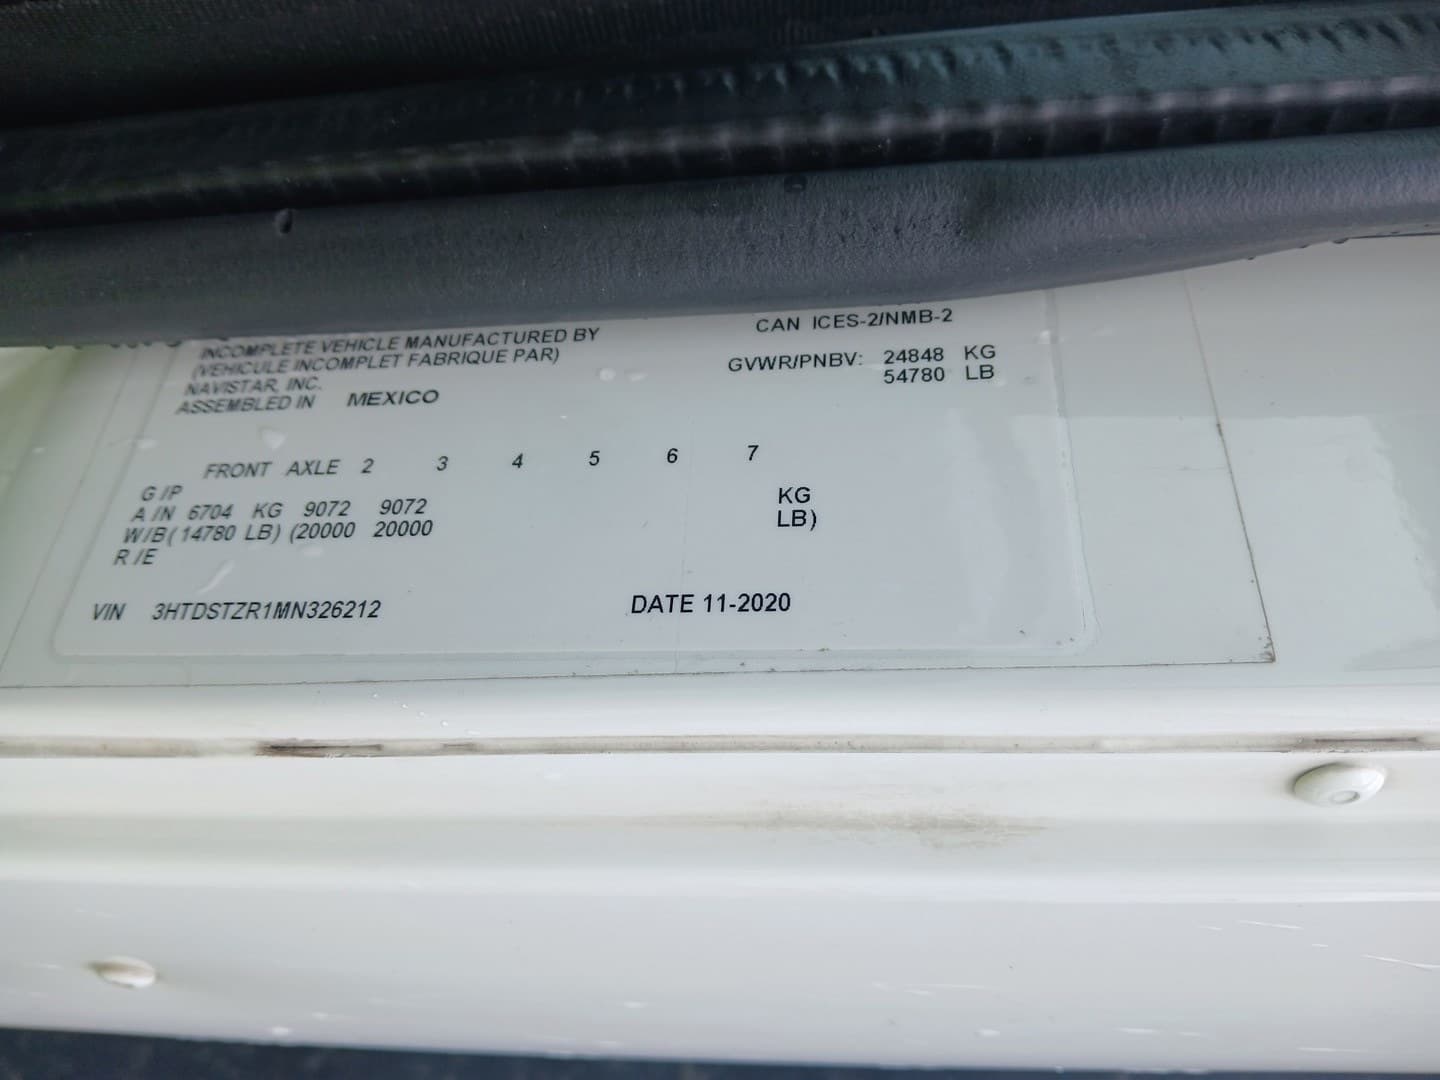 INCOMPLETE VEHICLE MANUFACTURED BY
(VEHICULE INCOMPLET FABRIQUE PAR)
NAVISTAR, INC.
ASSEMBLED IN MEXICO
CAN ICES-2/NMB-2
GVWR/PNBV: 24848 KG
54780 LB
FRONT AXLE 2 3 4 5 6 7
G /P
A /N 6704 KG 9072 9072 KG
W/B (14780 LB) (20000 20000 LB)
R /E
VIN 3HTDSTZR1MN326212 DATE 11-2020